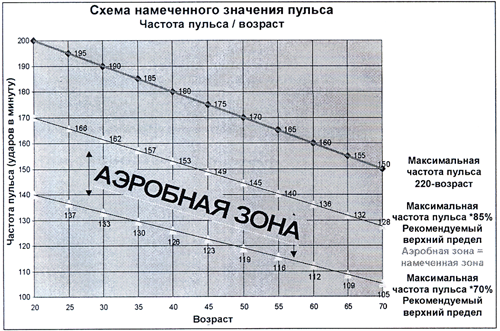 Схема намеченного значения пульса
Частота пульса / возраст
Частота пульса (ударов в минуту)
200
190
180
170
160
150
140
130
120
110
100
195
190
185
180
175
170
165
160
155
150
166
162
157
153
149
145
140
136
132
128
АЭРОБНАЯ ЗОНА
137
133
130
126
123
119
116
112
109
105
20 25 30 35 40 45 50 55 60 65 70
Возраст
Максимальная
частота пульса
220-возраст
Максимальная
частота пульса *85%
Рекомендуемый
верхний предел
Аэробная зона =
намеченная зона
Максимальная
частота пульса *70%
Рекомендуемый
верхний предел